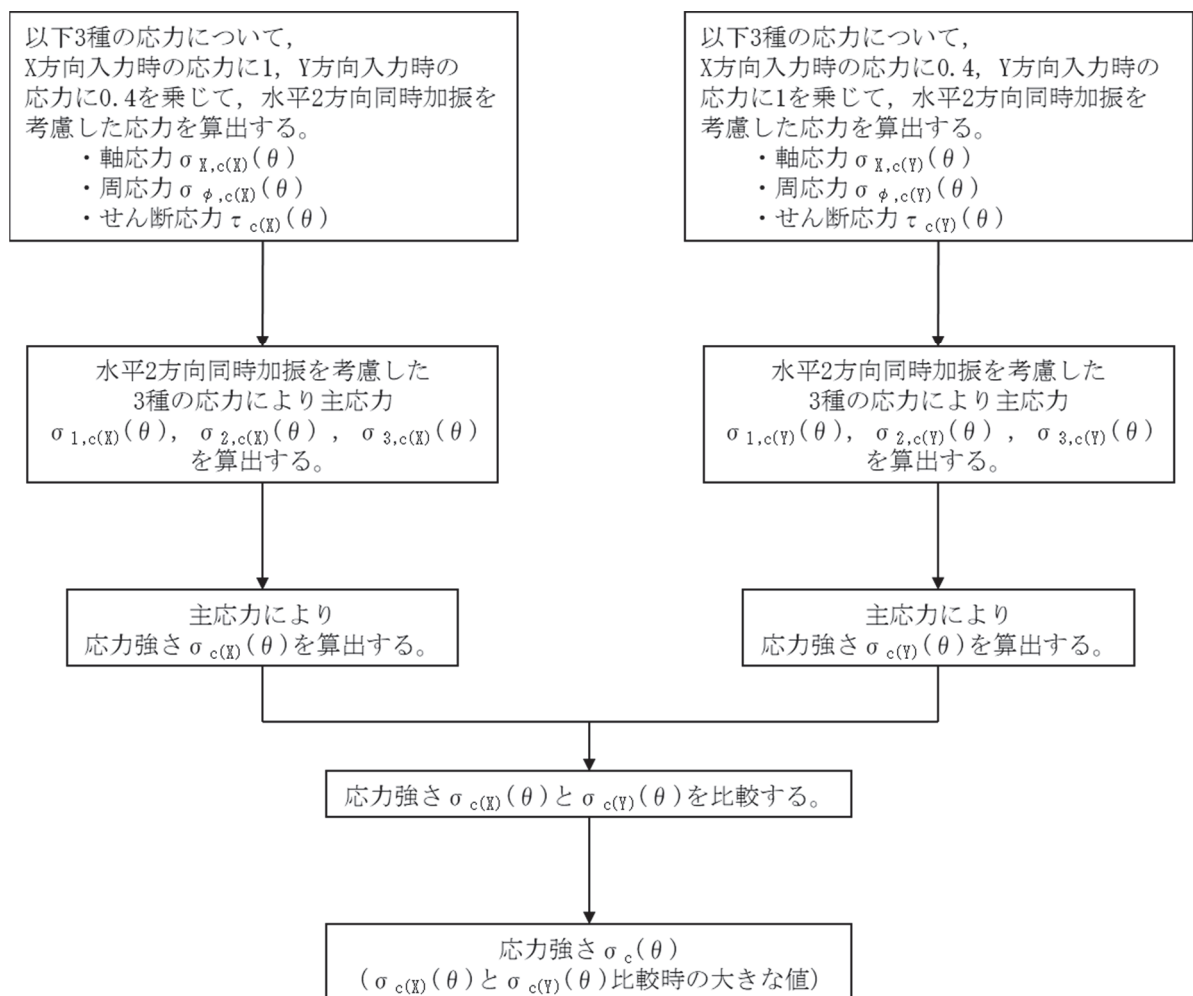 以下3種の応力について,
X方向入力時の応力に1, Y方向入力時の
応力に0.4を乗じて, 水平2方向同時加振を
考慮した応力を算出する。
・軸応力σX,c(X)(θ)
・周応力σφ,c(X)(θ)
・せん断応力τc(X)(θ)
以下3種の応力について,
X方向入力時の応力に0.4, Y方向入力時の
応力に1を乗じて, 水平2方向同時加振を
考慮した応力を算出する。
・軸応力σX,c(Y)(θ)
・周応力σφ,c(Y)(θ)
・せん断応力τc(Y)(θ)
水平2方向同時加振を考慮した
3種の応力により主応力
σ1,c(X)(θ), σ2,c(X)(θ), σ3,c(X)(θ)
を算出する。
水平2方向同時加振を考慮した
3種の応力により主応力
σ1,c(Y)(θ), σ2,c(Y)(θ), σ3,c(Y)(θ)
を算出する。
主応力により
応力強さσc(X)(θ)を算出する。
主応力により
応力強さσc(Y)(θ)を算出する。
応力強さσc(X)(θ)とσc(Y)(θ)を比較する。
応力強さσc(θ)
(σc(X)(θ)とσc(Y)(θ)比較時の大きな値)